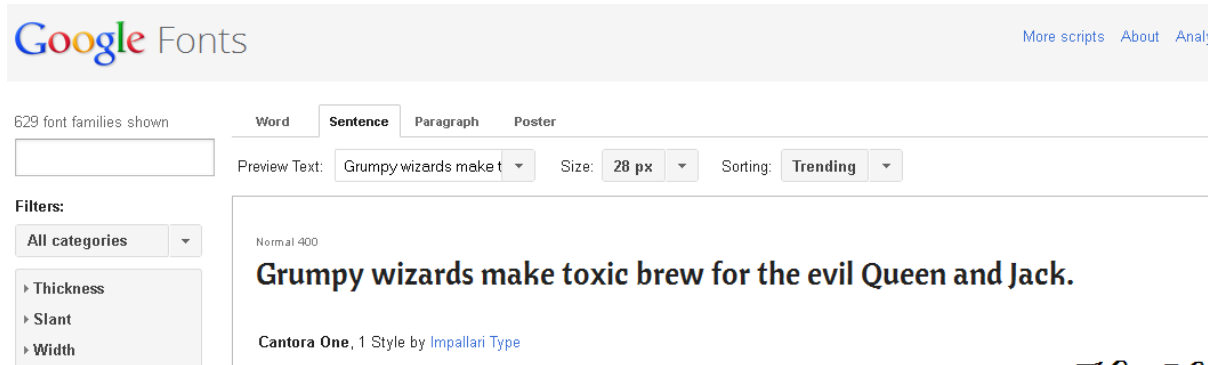 Google Fonts
More scripts About
629 font families shown
Word Sentence Paragraph Poster
Preview Text: Grumpy wizards make t Size: 28 px Sorting: Trending
Filters:
All categories
Normal 400
Grumpy wizards make toxic brew for the evil Queen and Jack.
Thickness
Slant
Width
Cantora One, 1 Style by Impallari Type